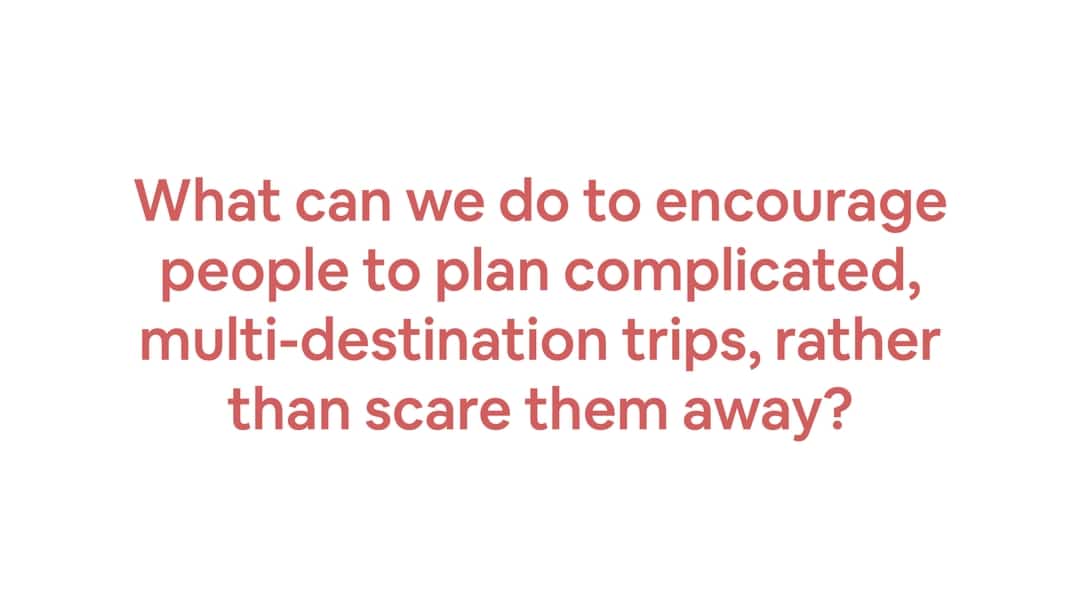 What can we do to encourage
people to plan complicated,
multi-destination trips, rather
than scare them away?